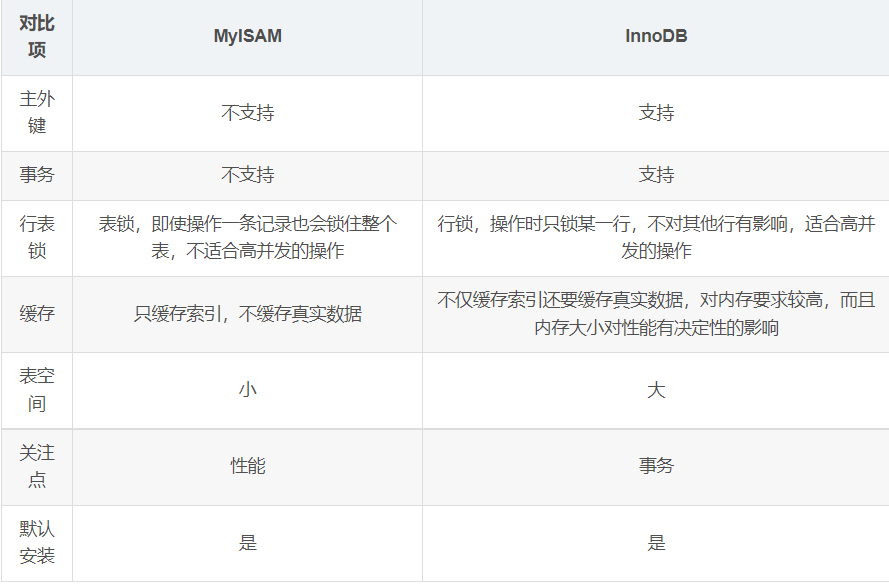 对比
项
MyISAM
InnoDB
主外
键
不支持
支持
事务
不支持
支持
行表
锁
表锁，即使操作一条记录也会锁住整个
表，不适合高并发的操作
行锁，操作时只锁某一行，不对其他行有影响，适合高并
发的操作
缓存
只缓存索引，不缓存真实数据
不仅缓存索引还要缓存真实数据，对内存要求较高，而且
内存大小对性能有决定性的影响
表空
间
小
大
关注
点
性能
事务
默认
安装
是
是